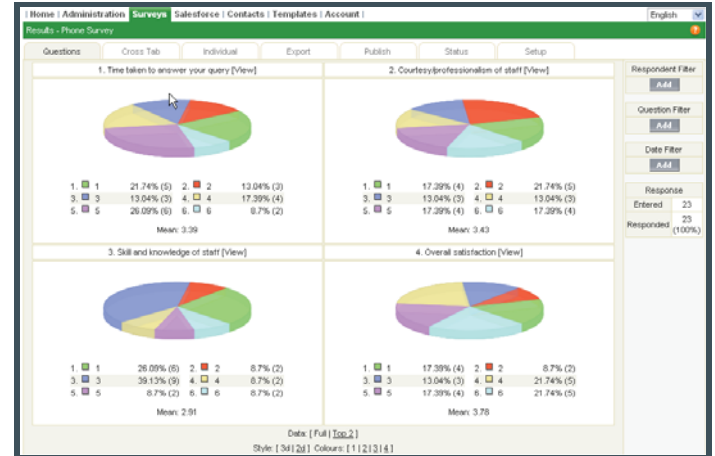 | Home | Administration Surveys Salesforce | Contacts | Templates | Account |
English
Results - Phone Survey
?
Questions Cross Tab Individual Export Publish Status Setup
1. Time taken to answer your query [View]
1. 1 21.74% (5) 2. 2 13.04% (3)
3. 3 13.04% (3) 4. 4 17.39% (4)
5. 5 26.09% (6) 6. 6 8.7% (2)
Mean: 3.39
2. Courtesy/professionalism of staff [View]
1. 1 17.39% (4) 2. 2 21.74% (5)
3. 3 13.04% (3) 4. 4 13.04% (3)
5. 5 17.39% (4) 6. 6 17.39% (4)
Mean: 3.43
3. Skill and knowledge of staff [View]
1. 1 26.09% (6) 2. 2 8.7% (2)
3. 3 39.13% (9) 4. 4 8.7% (2)
5. 5 8.7% (2) 6. 6 8.7% (2)
Mean: 2.91
4. Overall satisfaction [View]
1. 1 17.39% (4) 2. 2 8.7% (2)
3. 3 13.04% (3) 4. 4 21.74% (5)
5. 5 17.39% (4) 6. 6 21.74% (5)
Mean: 3.78
Data: [ Full | Top 2 ]
Style: [ 3d | 2d ] Colours: [ 1 | 2 | 3 | 4 ]
Respondent Filter
Add...
Question Filter
Add...
Date Filter
Add...
Response
Entered 23
Responded 23
(100%)